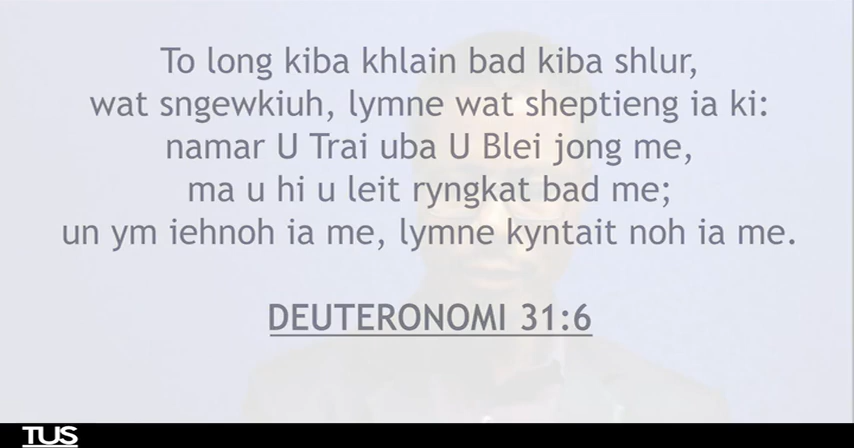 To long kiba khlain bad kiba shlur,
wat sngewkiuh, lymne wat sheptieng ia ki:
namar U Trai uba U Blei jong me,
ma u hi u leit ryngkat bad me;
un ym iehnoh ia me, lymne kyntait noh ia me.
DEUTERONOMI 31:6
TUS